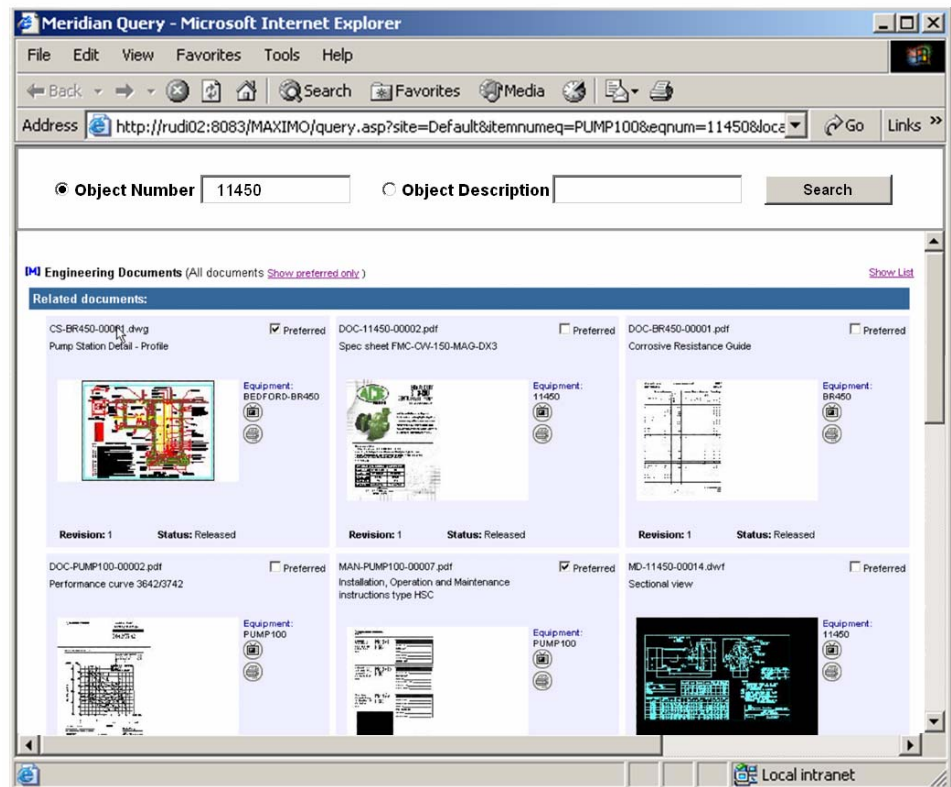 Meridian Query - Microsoft Internet Explorer
File Edit View Favorites Tools Help
Back Search Favorites Media
Address http://rudi02:8083/MAXIMO/query.asp?site=Default&itemnumeq=PUMP100&eqnum=11450&loca Go Links »
Object Number 11450 Object Description Search
[M] Engineering Documents (All documents Show preferred only ) Show List
Related documents:
CS-BR450-00001.dwg Preferred
Pump Station Detail - Profile
Equipment:
BEDFORD-BR450
Revision: 1 Status: Released
DOC-11450-00002.pdf Preferred
Spec sheet FMC-CW-150-MAG-DX3
ACE
Equipment:
11450
Revision: 1 Status: Released
DOC-BR450-00001.pdf Preferred
Corrosive Resistance Guide
Equipment:
BR450
Revision: 1 Status: Released
DOC-PUMP100-00002.pdf Preferred
Performance curve 3642/3742
Equipment:
PUMP100
MAN-PUMP100-00007.pdf Preferred
Installation, Operation and Maintenance
instructions type HSC
Equipment:
PUMP100
MD-11450-00014.dwf Preferred
Sectional view
Equipment:
11450
Local intranet